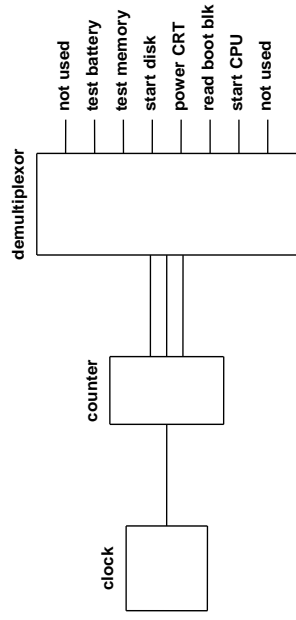 clock
counter
demultiplexor
not used
test battery
test memory
start disk
power CRT
read boot blk
start CPU
not used